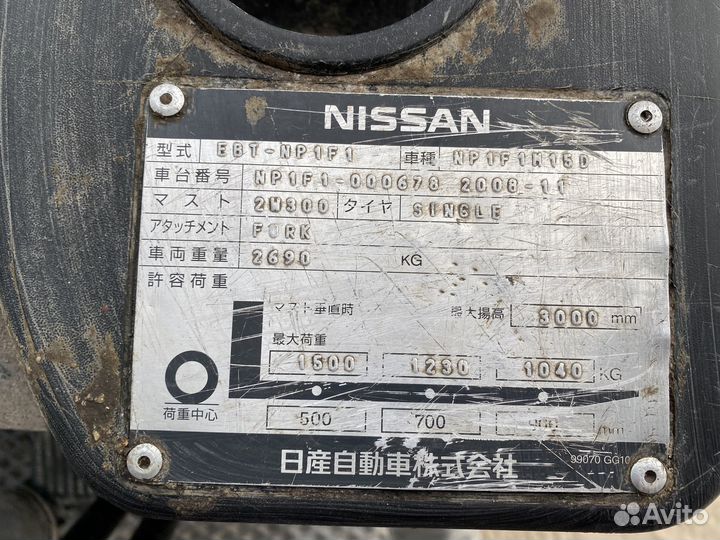 NISSAN
型式 EBT-NP1F1 車種 NP1F1M15D
車台番号 NP1F1-000678 2008-11
マスト 2M300 タイヤ SINGLE
アタッチメント FORK
車両重量 2690 KG
許容荷重
マスト垂直時 最大揚高 3000 mm
最大荷重
1500 1230 1040 KG
荷重中心 500 700 mm
日産自動車株式会社 99070 GG10
Avito